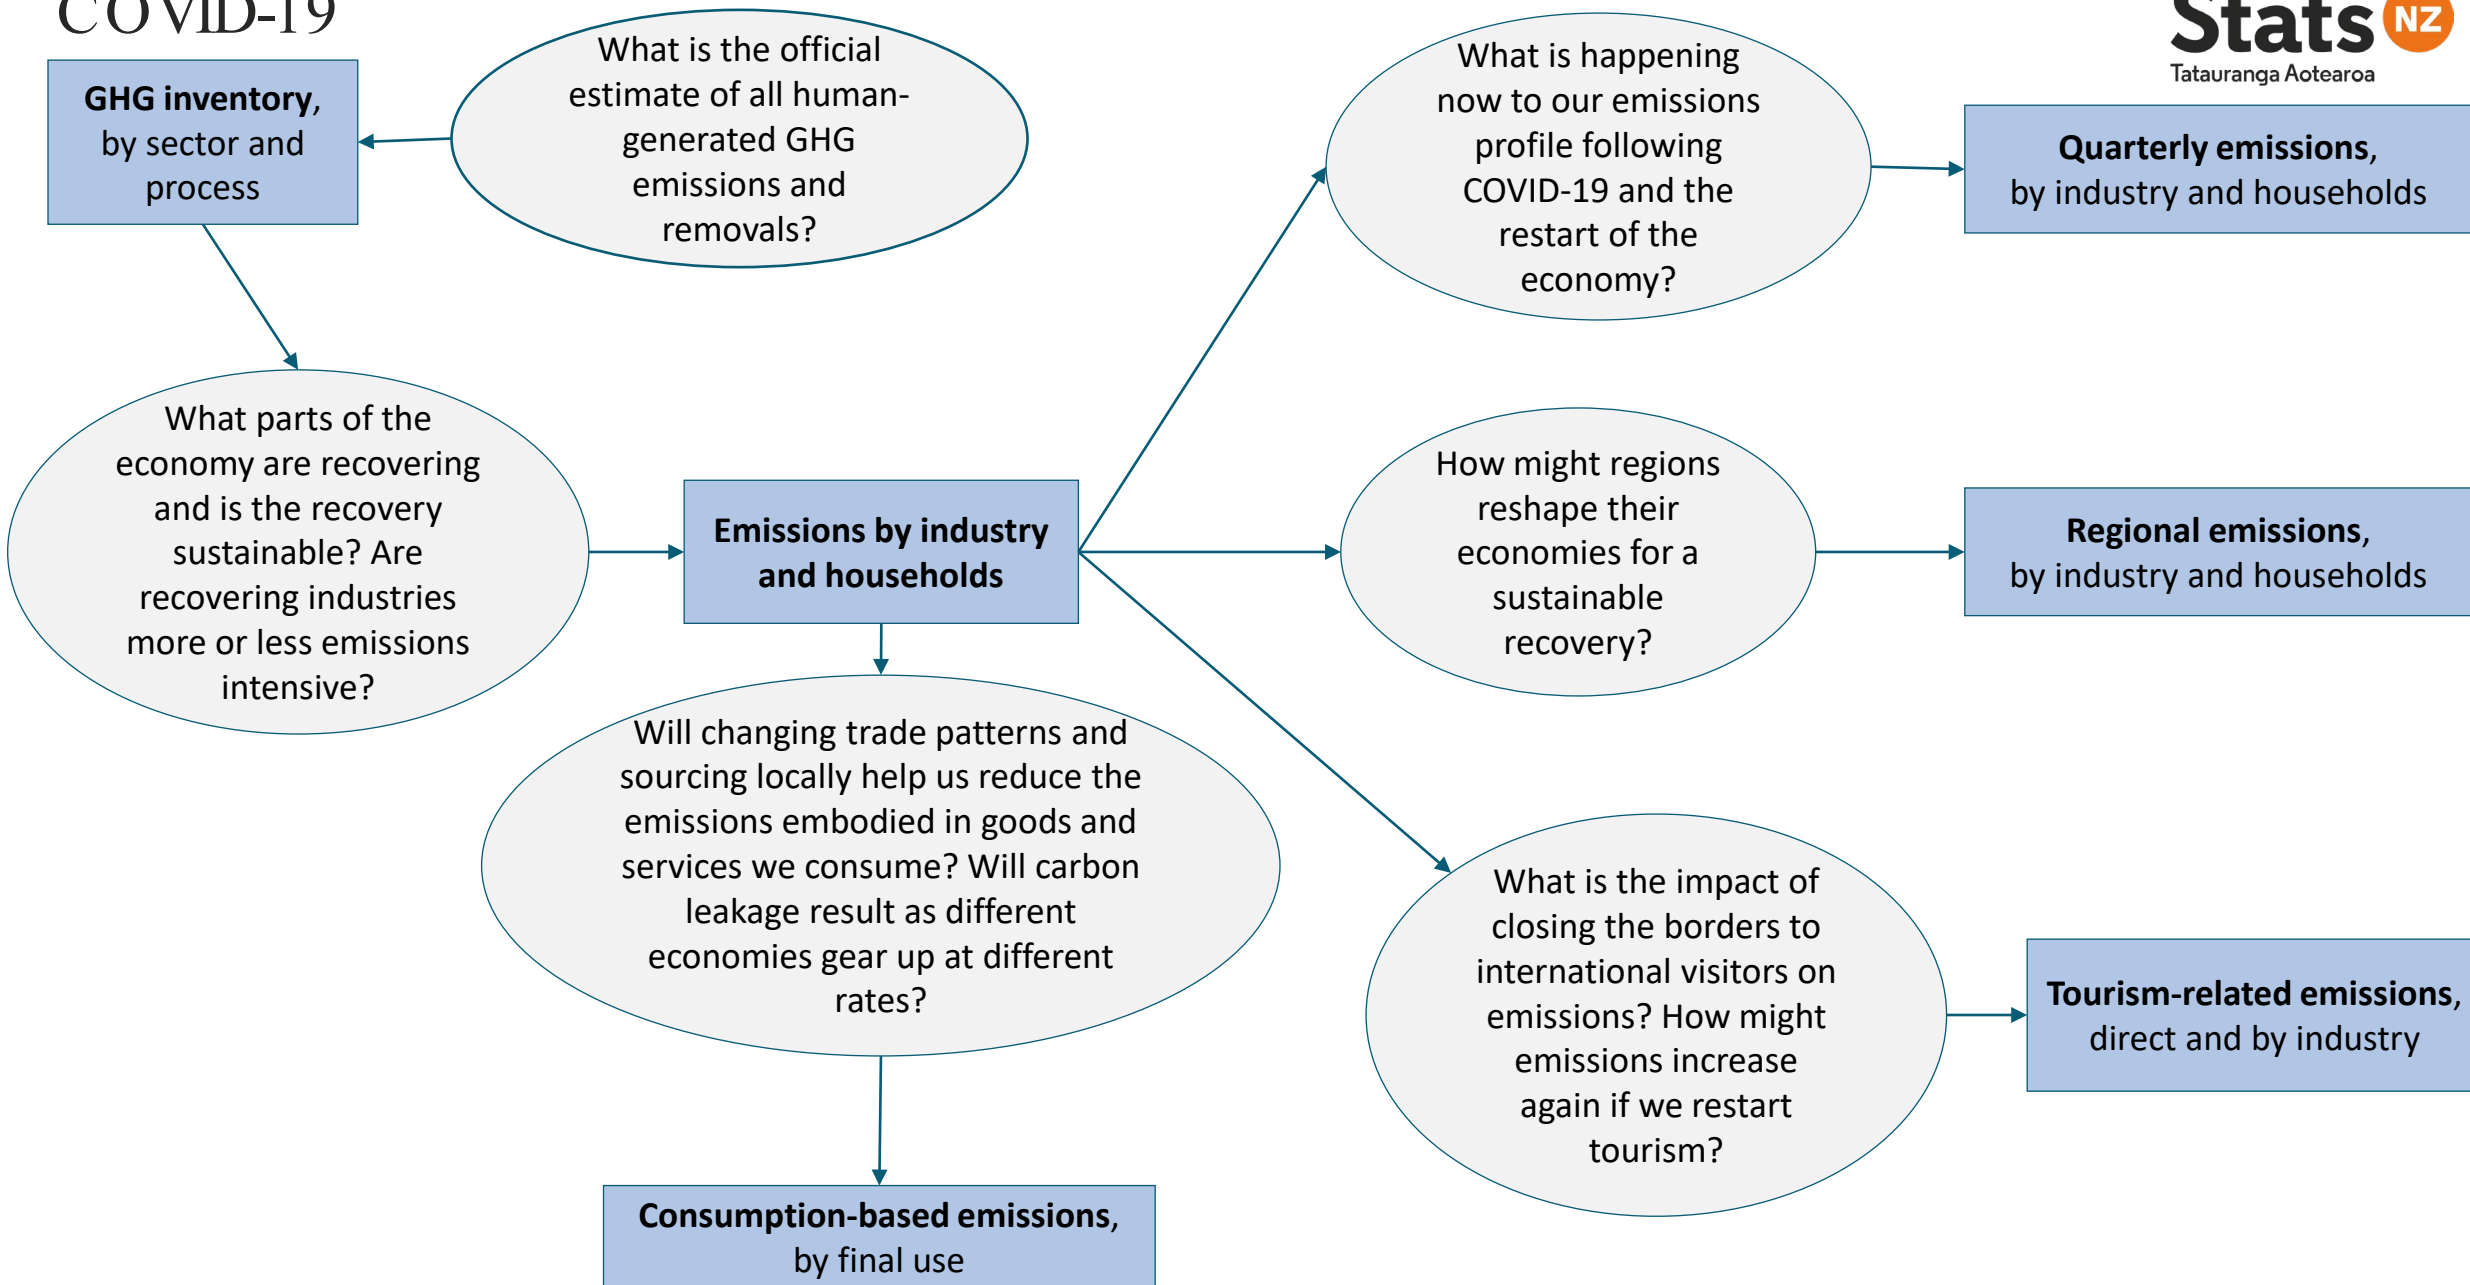 COVID-19
Stats NZ
Tatauranga Aotearoa
GHG inventory,
by sector and
process
What is the official
estimate of all human-
generated GHG
emissions and
removals?
What is happening
now to our emissions
profile following
COVID-19 and the
restart of the
economy?
Quarterly emissions,
by industry and households
What parts of the
economy are recovering
and is the recovery
sustainable? Are
recovering industries
more or less emissions
intensive?
Emissions by industry
and households
How might regions
reshape their
economies for a
sustainable
recovery?
Regional emissions,
by industry and households
Will changing trade patterns and
sourcing locally help us reduce the
emissions embodied in goods and
services we consume? Will carbon
leakage result as different
economies gear up at different
rates?
What is the impact of
closing the borders to
international visitors on
emissions? How might
emissions increase
again if we restart
tourism?
Tourism-related emissions,
direct and by industry
Consumption-based emissions,
by final use